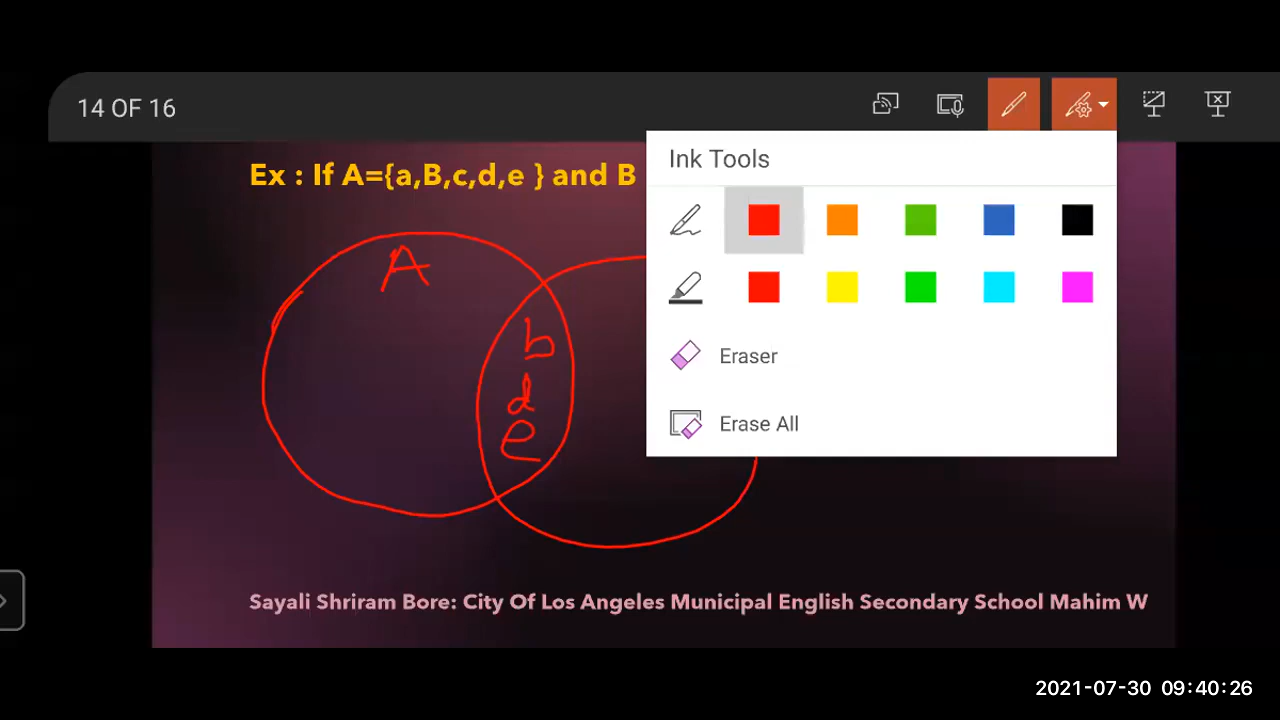 14 OF 16
Ink Tools
Ex : If A={a,B,c,d,e } and B
A
b
d
e
Eraser
Erase All
Sayali Shriram Bore: City Of Los Angeles Municipal English Secondary School Mahim W
2021-07-30 09:40:26